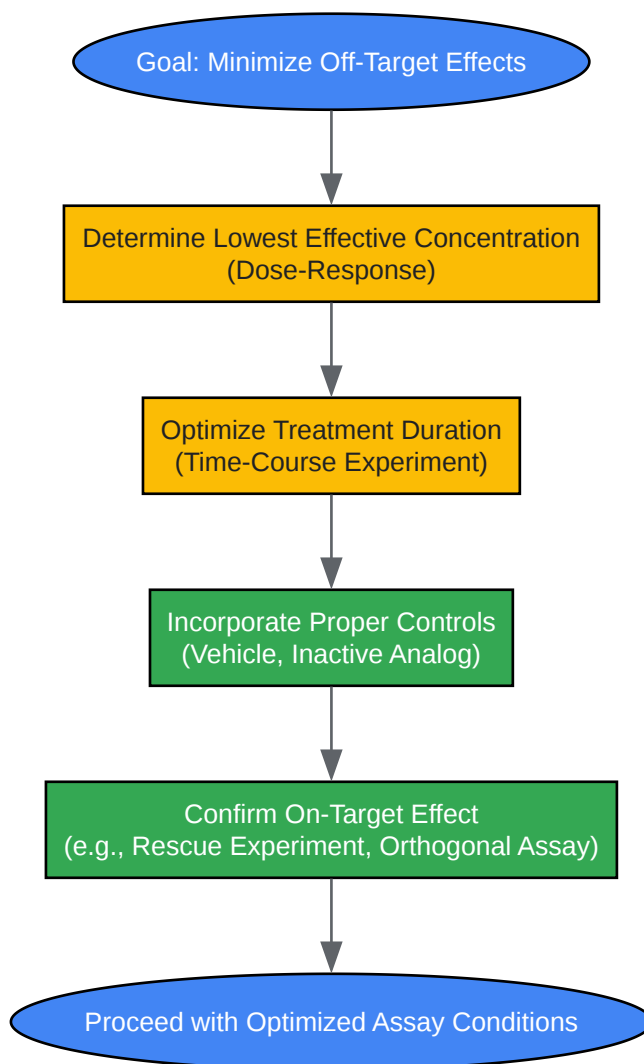 Goal: Minimize Off-Target Effects
Determine Lowest Effective Concentration
(Dose-Response)
Optimize Treatment Duration
(Time-Course Experiment)
Incorporate Proper Controls
(Vehicle, Inactive Analog)
Confirm On-Target Effect
(e.g., Rescue Experiment, Orthogonal Assay)
Proceed with Optimized Assay Conditions